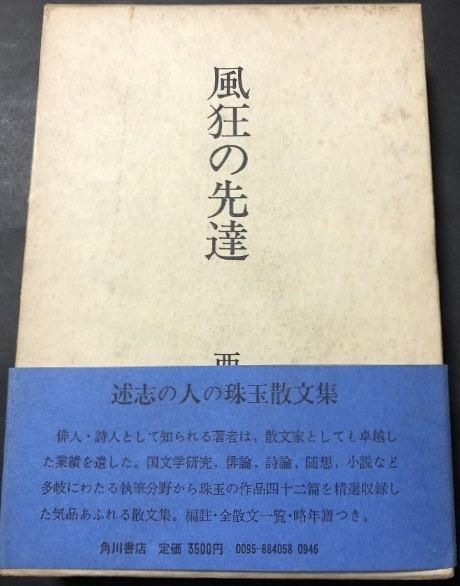 風狂の先達
述志の人の珠玉散文集
俳人・詩人として知られる著者は、散文家としても卓越し
た業績を遺した。国文学研究，俳論，詩論，随想，小説など
多岐にわたる執筆分野から珠玉の作品四十二篇を精選収録し
た気品あふれる散文集。編註・全散文一覧・略年譜つき。
角川書店 定価 3500円 0095-884058 0946